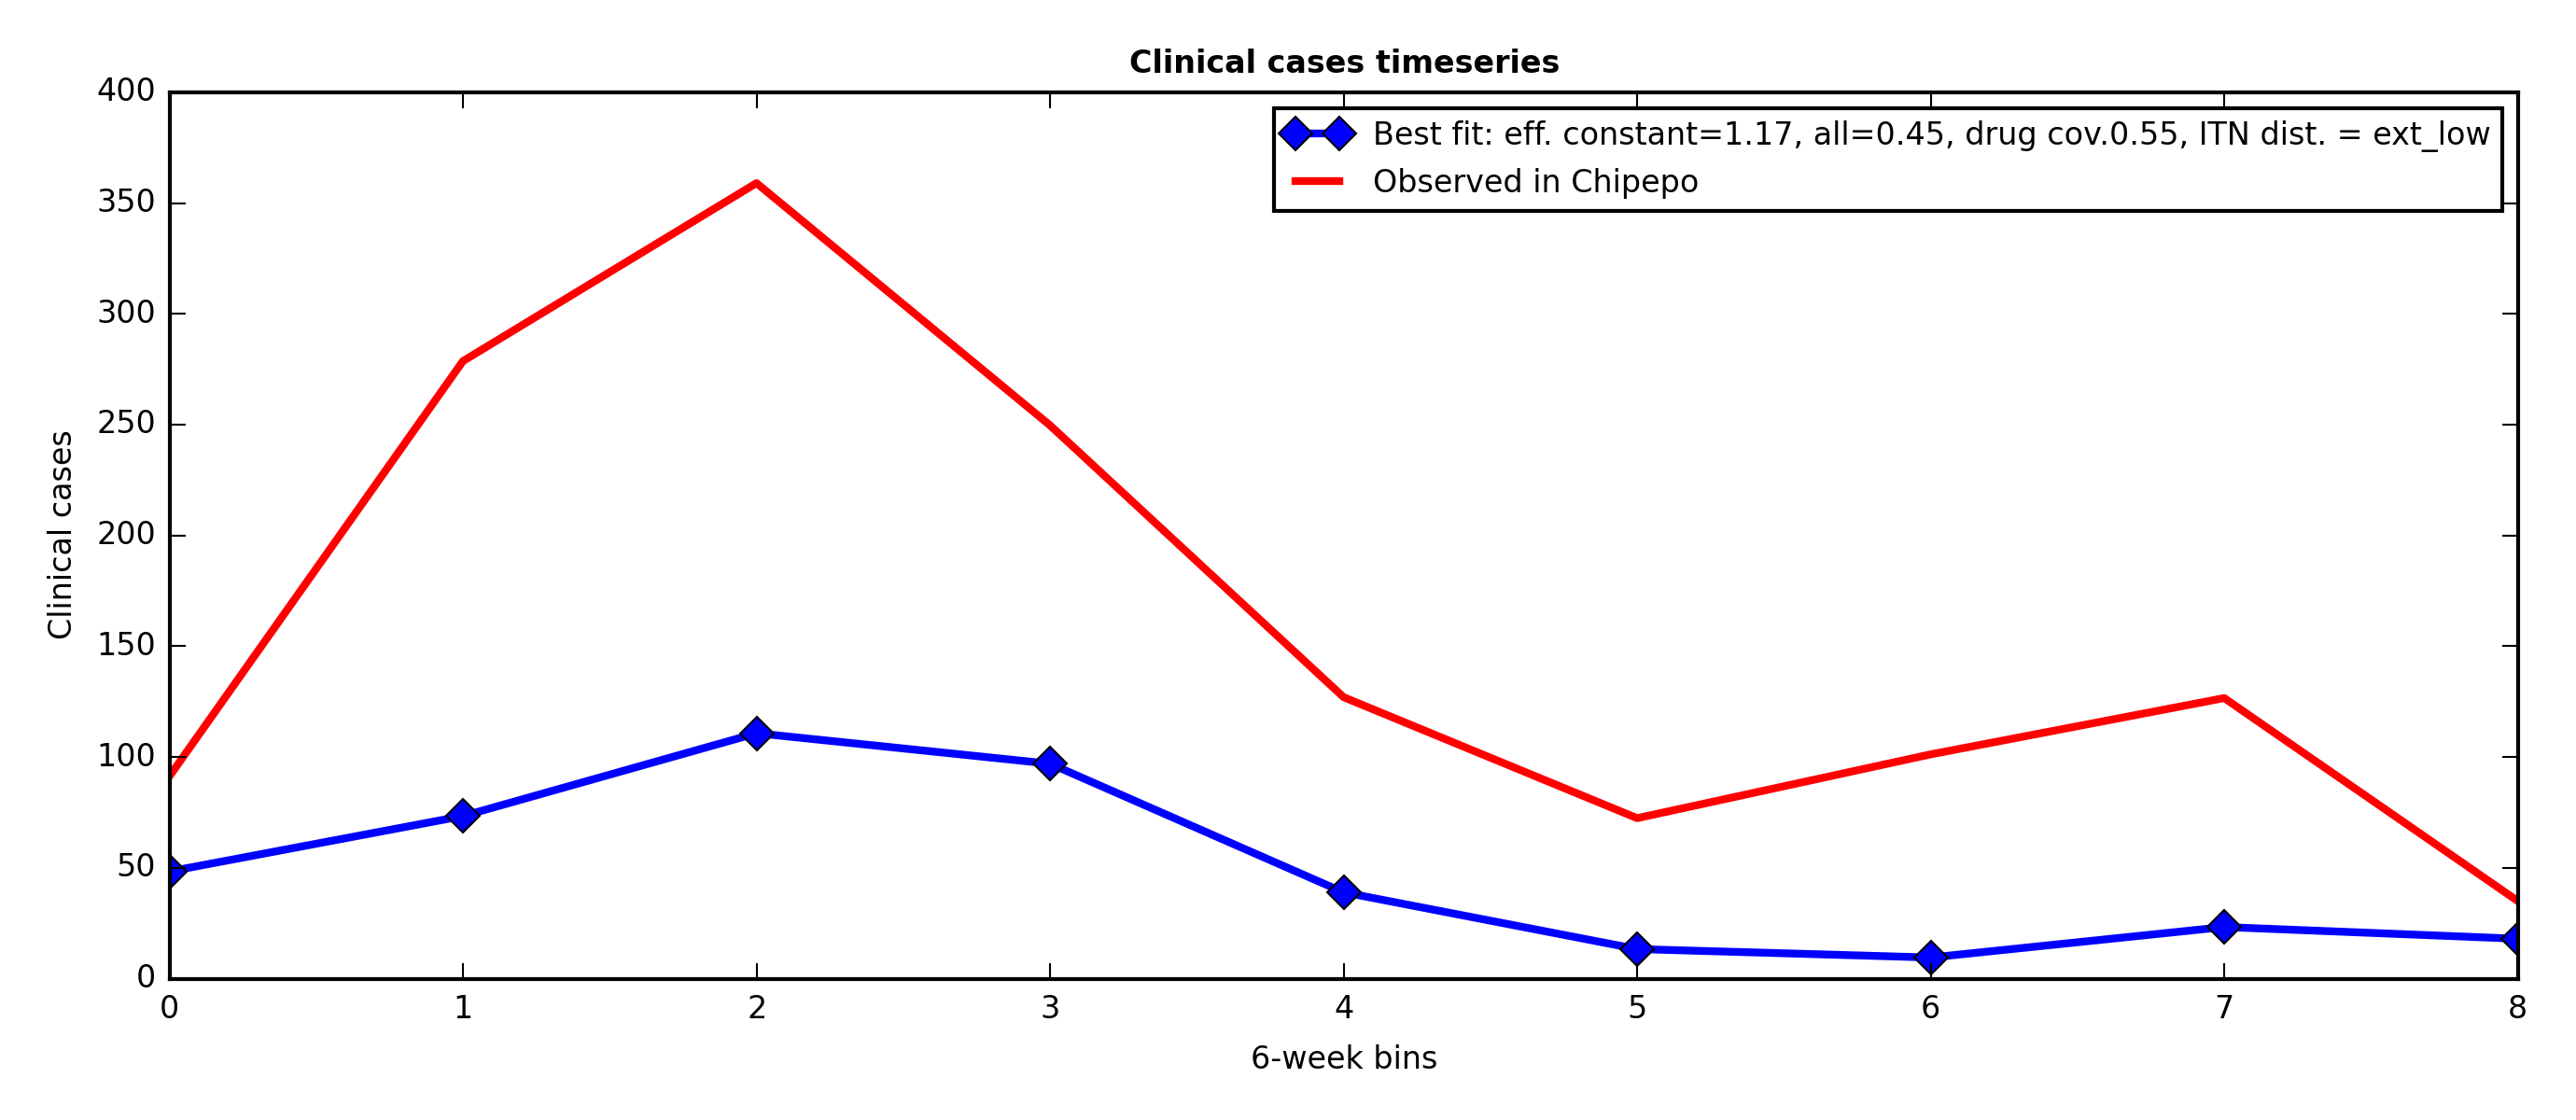 Clinical cases timeseries
400
350
300
250
200
150
100
50
0
Clinical cases
Best fit: eff. constant=1.17, all=0.45, drug cov.0.55, ITN dist. = ext_low
Observed in Chipepo
0 1 2 3 4 5 6 7 8
6-week bins